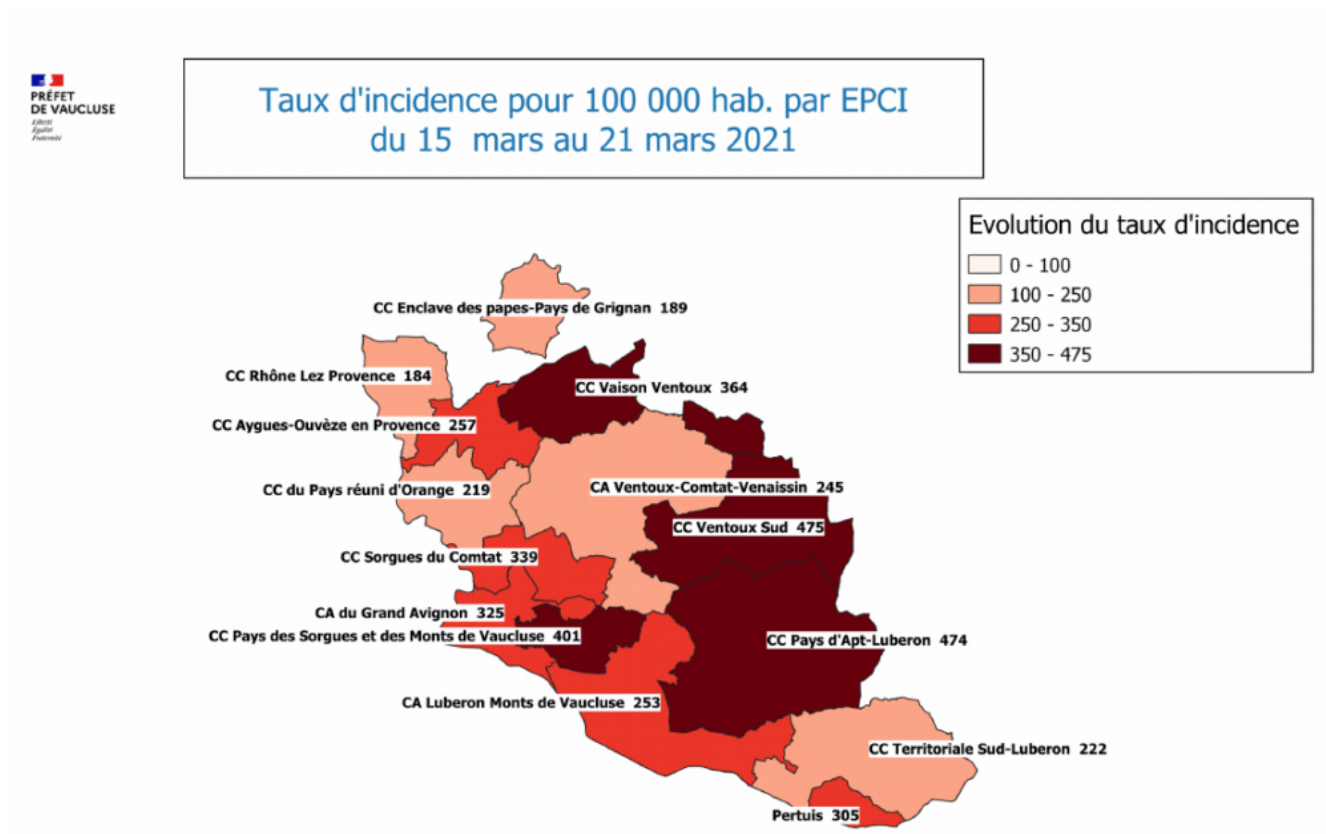 PRÉFET
DE VAUCLUSE
Liberté
Égalité
Fraternité
Taux d'incidence pour 100 000 hab. par EPCI
du 15 mars au 21 mars 2021
Evolution du taux d'incidence
0 - 100
100 - 250
250 - 350
350 - 475
CC Enclave des papes-Pays de Grignan 189
CC Rhône Lez Provence 184
CC Vaison Ventoux 364
CC Aygues-Ouvèze en Provence 257
CC du Pays réuni d'Orange 219
CA Ventoux-Comtat-Venaissin 245
CC Ventoux Sud 475
CC Sorgues du Comtat 339
CA du Grand Avignon 325
CC Pays des Sorgues et des Monts de Vaucluse 401
CC Pays d'Apt-Luberon 474
CA Luberon Monts de Vaucluse 253
CC Territoriale Sud-Luberon 222
Pertuis 305